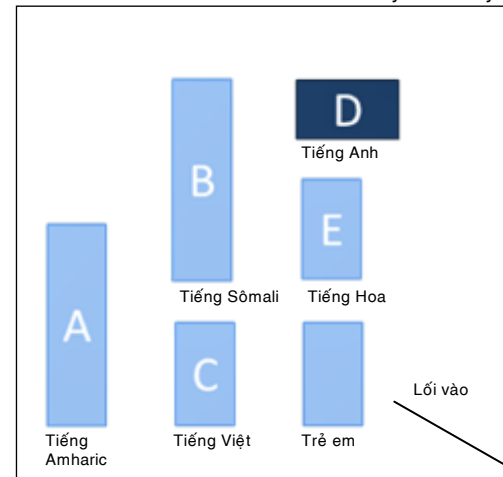 D
Tiếng Anh
B
E
Tiếng Sômali
Tiếng Hoa
A
C
Lối vào
Tiếng
Amharic
Tiếng Việt
Trẻ em